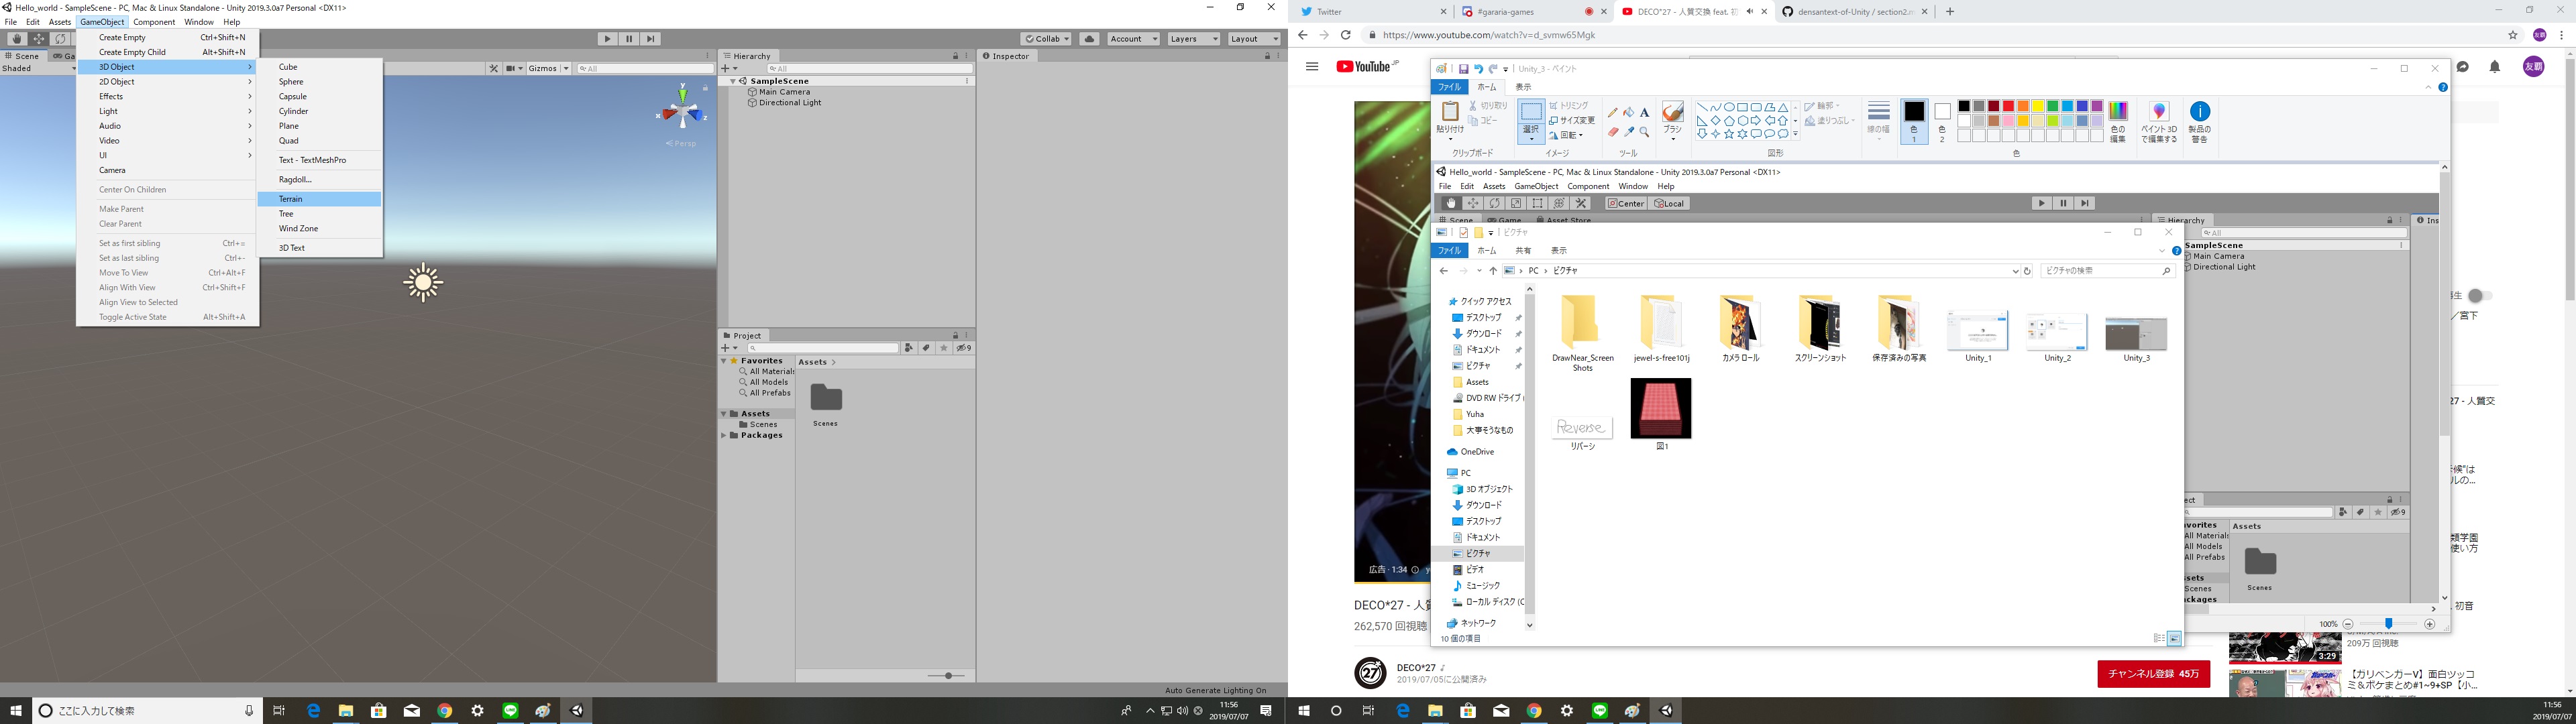 Hello_world - SampleScene - PC, Mac & Linux Standalone - Unity 2019.3.0a7 Personal <DX11>
File Edit Assets GameObject Component Window Help
Collab Account Layers Layout
Scene
Shaded
Gizmos All
Persp
Create Empty Ctrl+Shift+N
Create Empty Child Alt+Shift+N
3D Object
2D Object
Effects
Light
Audio
Video
UI
Camera
Center On Children
Make Parent
Clear Parent
Set as first sibling Ctrl+=
Set as last sibling Ctrl+-
Move To View Ctrl+Alt+F
Align With View Ctrl+Shift+F
Align View to Selected
Toggle Active State Alt+Shift+A
Cube
Sphere
Capsule
Cylinder
Plane
Quad
Text - TextMeshPro
Ragdoll...
Terrain
Tree
Wind Zone
3D Text
Hierarchy
All
SampleScene
Main Camera
Directional Light
Inspector
Project
9
Favorites
All Materials
All Models
All Prefabs
Assets
Scenes
Packages
Assets
Scenes
Auto Generate Lighting On
ここに入力して検索
11:56
2019/07/07
Twitter
#gararia-games
DECO*27 - 人質交換 feat. 初
densantext-of-Unity / section2.m
https://www.youtube.com/watch?v=d_svmw65Mgk
友覇
YouTube JP
友覇
Unity_3 - ペイント
ファイル ホーム 表示
貼り付け
切り取り
コピー
クリップボード
選択
トリミング
サイズ変更
回転
イメージ
A
ツール
ブラシ
輪郭
塗りつぶし
図形
線の幅
色 1
色 2
色の編集
色
ペイント 3D で編集する
製品の警告
Hello_world - SampleScene - PC, Mac & Linux Standalone - Unity 2019.3.0a7 Personal <DX11>
File Edit Assets GameObject Component Window Help
Center Local
Scene Game Asset Store
Hierarchy
Ins
All
SampleScene
Main Camera
Directional Light
ピクチャ
ファイル ホーム 共有 表示
PC ピクチャ
ピクチャの検索
クイック アクセス
デスクトップ
ダウンロード
ドキュメント
ピクチャ
Assets
DVD RW ドライブ
Yuha
大事そうなもの
OneDrive
PC
3D オブジェクト
ダウンロード
デスクトップ
ドキュメント
ピクチャ
ビデオ
ミュージック
ローカル ディスク (C
ネットワーク
10 個の項目
DrawNear_Screen Shots
jewel-s-free101j
カメラロール
スクリーンショット
保存済みの写真
Unity_1
Unity_2
Unity_3
Reverse
リバーシ
図1
ect
9
avorites
All Materials
All Models
All Prefabs
ssets
Scenes
ackages
Assets
Scenes
100%
広告・1:34
DECO*27 - 人質
262,570 回視聴
27
DECO*27
2019/07/05に公開済み
チャンネル登録 45万
／宮下
27 - 人質交
類学園
使い方
初音
209万 回視聴
3:29
【ガリベンガーV】面白ツッコミ&ボケまとめ#1~9+SP【小...
11:56
2019/07/07